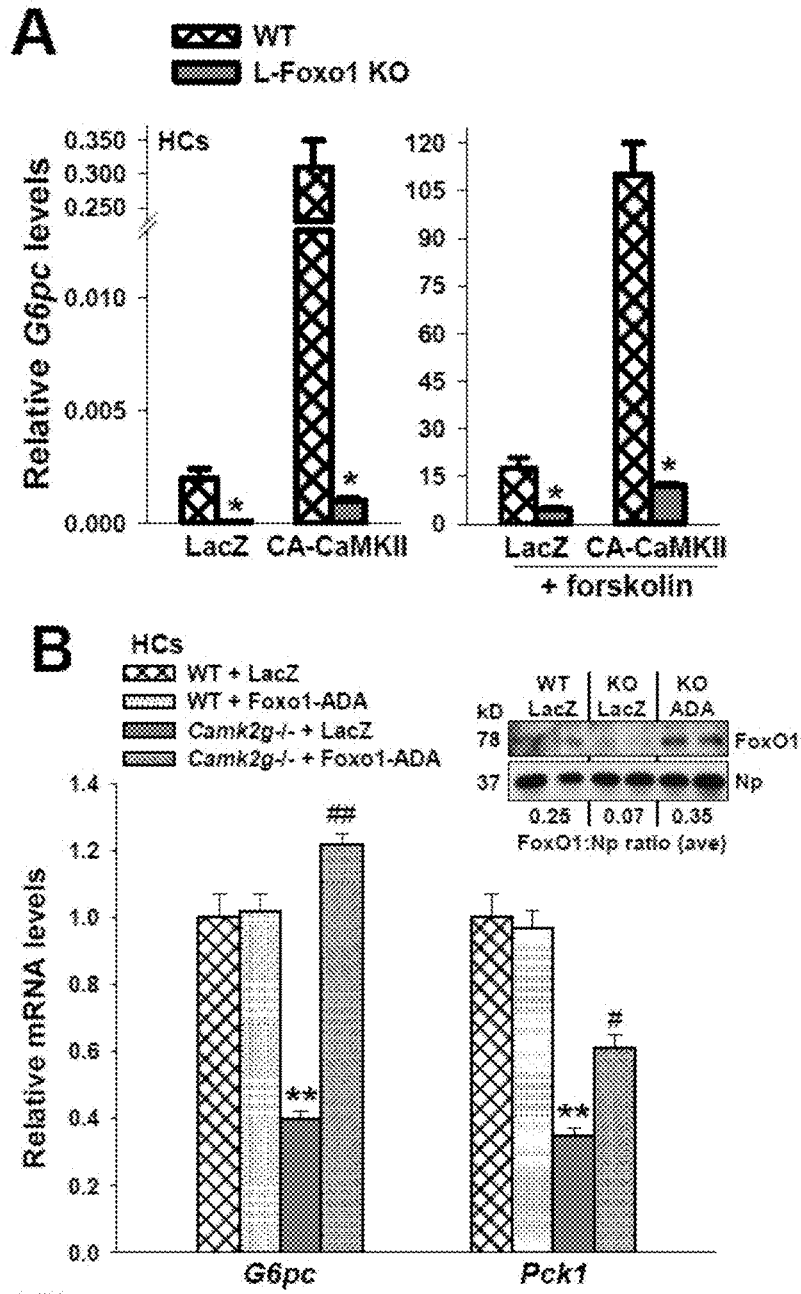 A
WT
L-Foxo1 KO
HCs
Relative G6pc levels
0.350
0.300
0.250
0.010
0.005
0.000
LacZ CA-CaMKII
120
105
90
75
60
45
30
15
0
* * * *
LacZ CA-CaMKII
+ forskolin
B
HCs
WT + LacZ
WT + Foxo1-ADA
Camk2g-/- + LacZ
Camk2g-/- + Foxo1-ADA
WT KO KO
kD LacZ LacZ ADA
78 FoxO1
37 Np
0.25 0.07 0.35
FoxO1:Np ratio (ave)
Relative mRNA levels
1.4
1.2
1.0
0.8
0.6
0.4
0.2
0.0
##
**
#
**
G6pc Pck1